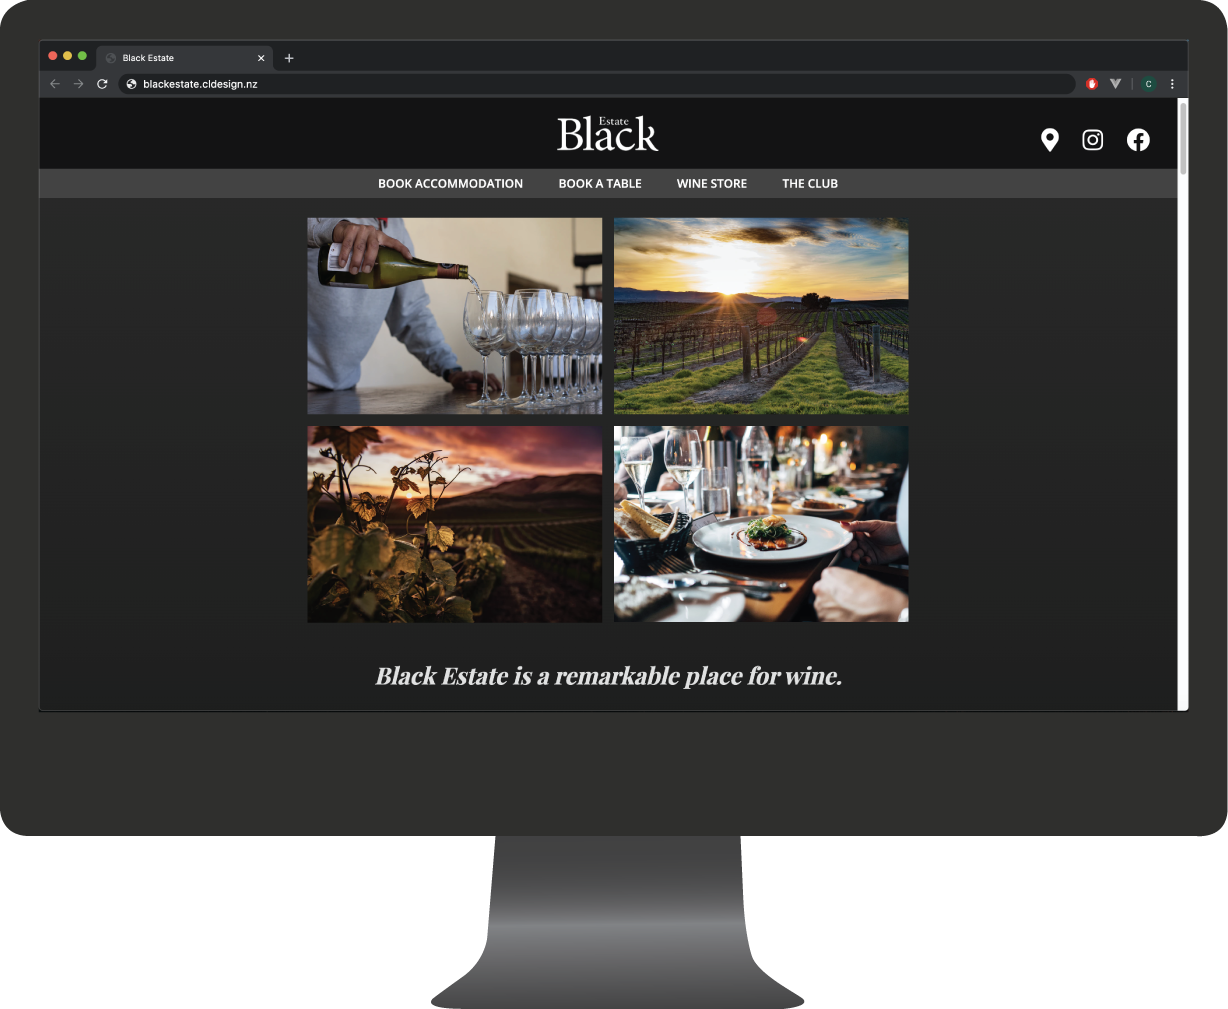 Black Estate
blackestate.cldesign.nz
C
Estate
Black
BOOK ACCOMMODATION BOOK A TABLE WINE STORE THE CLUB
Black Estate is a remarkable place for wine.